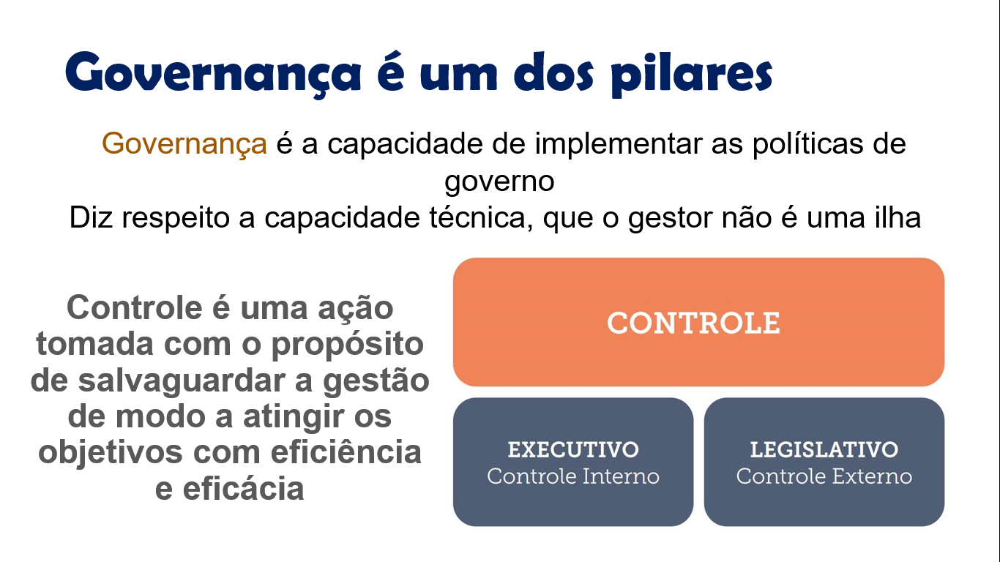 Governança é um dos pilares
Governança é a capacidade de implementar as políticas de
governo
Diz respeito a capacidade técnica, que o gestor não é uma ilha
Controle é uma ação
tomada com o propósito
de salvaguardar a gestão
de modo a atingir os
objetivos com eficiência
e eficácia
CONTROLE
EXECUTIVO
Controle Interno
LEGISLATIVO
Controle Externo